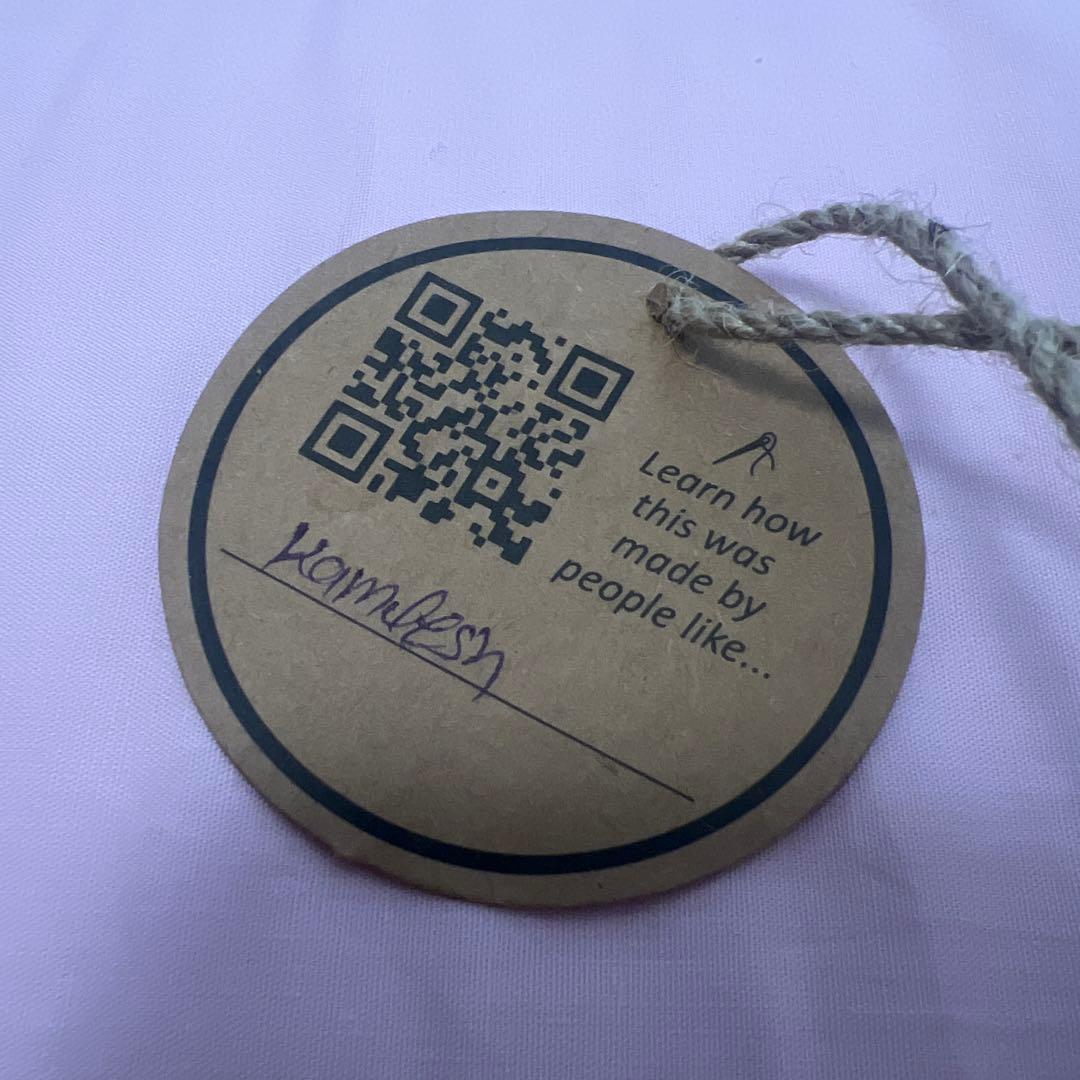 Learn how
this was
made by
people like...
Kamlesh